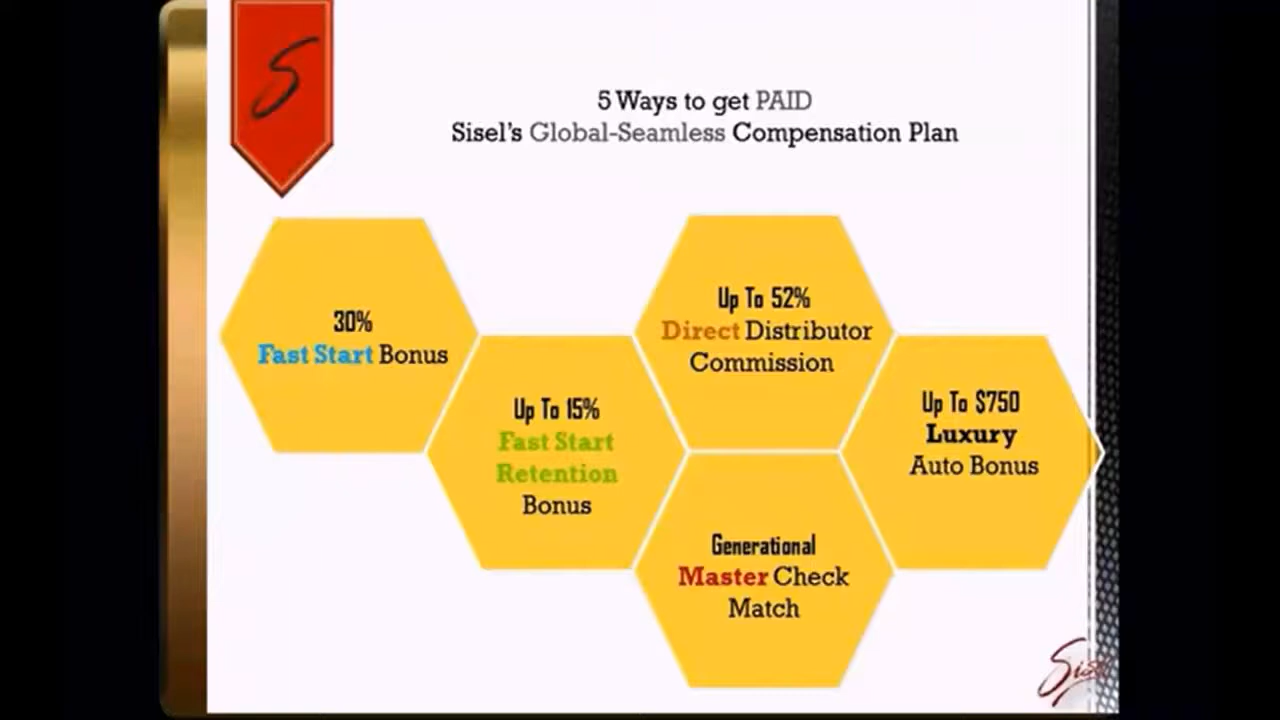 S
5 Ways to get PAID
Sisel's Global-Seamless Compensation Plan
30%
Fast Start Bonus
Up To 15%
Fast Start
Retention
Bonus
Up To 52%
Direct Distributor
Commission
Generational
Master Check
Match
Up To $750
Luxury
Auto Bonus
Sisel